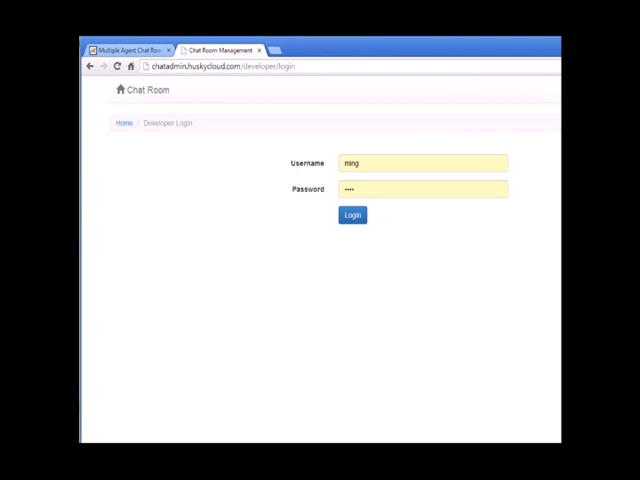 Multiple Agent Chat Roo
Chat Room Management
chatadmin.huskycloud.com/developer/login
Chat Room
Home / Developer Login
Username
ming
Password
••••
Login